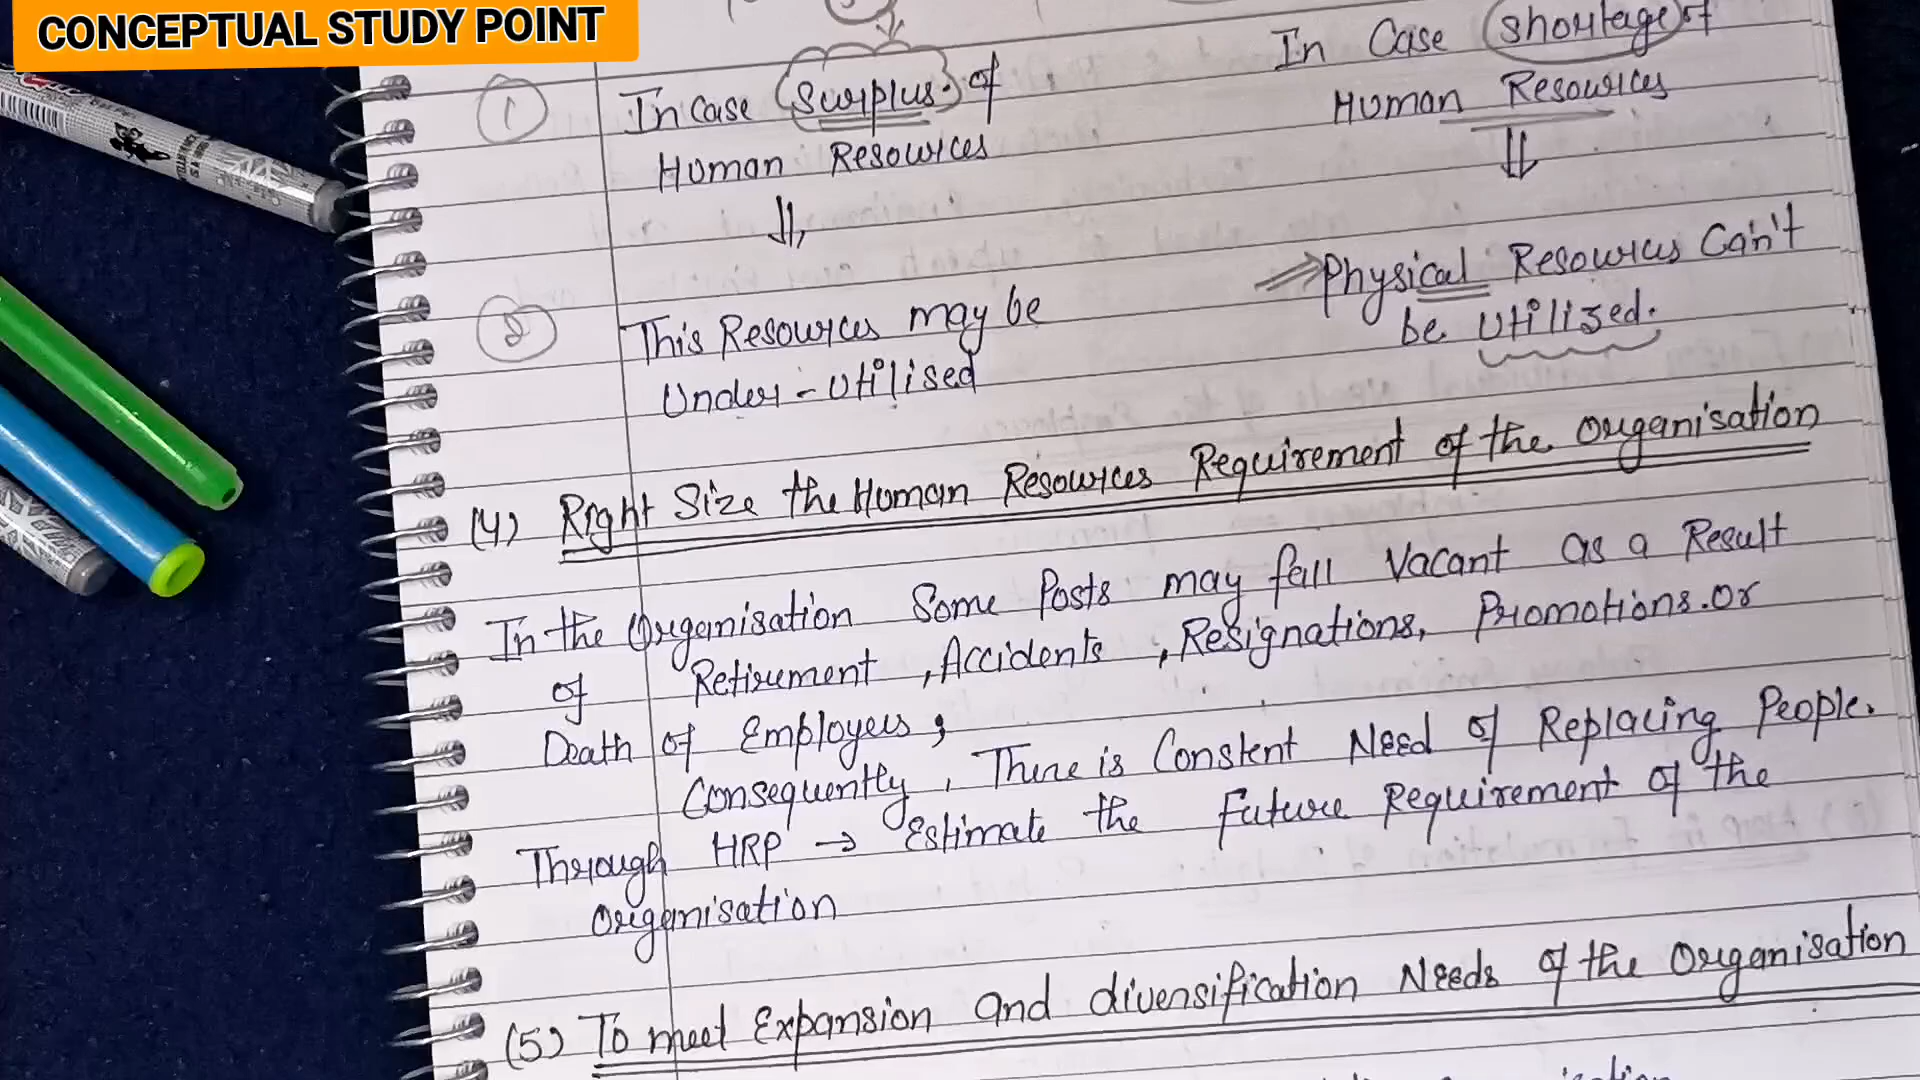 CONCEPTUAL STUDY POINT
In Case Shortage of
Human Resources
① In case Surplus of
Human Resources
⇒ Physical Resources Can't
be Utilised.
② This Resources may be
Under-utilised
(4) Right Size the Human Resources Requirement of the Organisation
In the Organisation Some Posts may fall Vacant as a Result
of Retirement, Accidents, Resignations, Promotions or
Death of Employees;
Consequently, There is Constent Need of Replacing People.
Through HRP → Estimate the Future Requirement of the
Organisation
(5) To meet Expansion and diversification Needs of the Organisation